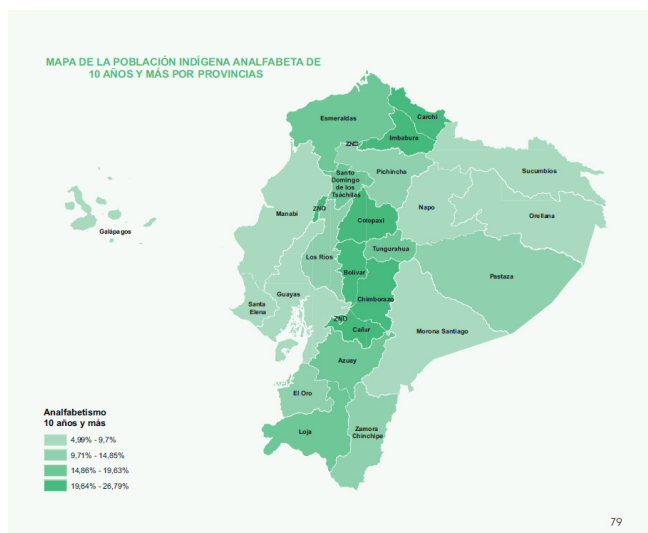 MAPA DE LA POBLACIÓN INDÍGENA ANALFABETA DE
10 AÑOS Y MÁS POR PROVINCIAS
Esmeraldas
Carchi
Imbabura
ZND
Pichincha
Sucumbíos
Santo
Domingo
de los
Tsáchilas
Napo
Orellana
Manabí
ZND
Cotopaxi
Galápagos
Tungurahua
Los Ríos
Bolívar
Pastaza
Guayas
Chimborazo
Santa
Elena
ZND
Cañar
Morona Santiago
Azuay
El Oro
Loja
Zamora
Chinchipe
Analfabetismo
10 años y más
4,99% - 9,7%
9,71% - 14,85%
14,86% - 19,63%
19,64% - 26,79%
79